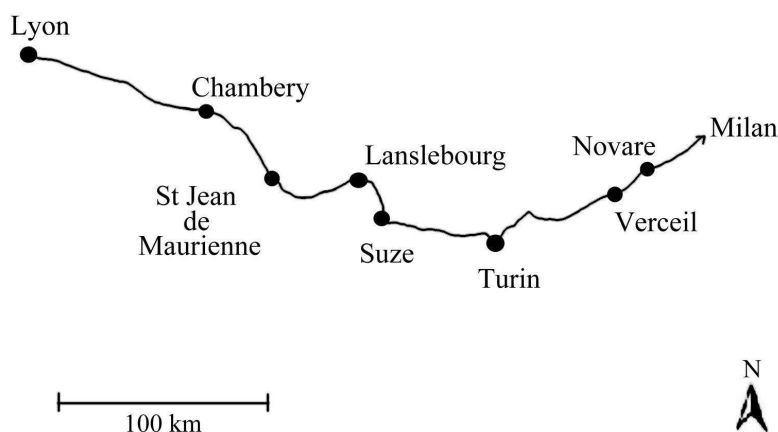 Lyon
Chambery
Milan
Novare
Lanslebourg
St Jean
de
Maurienne
Verceil
Suze
Turin
N
100 km